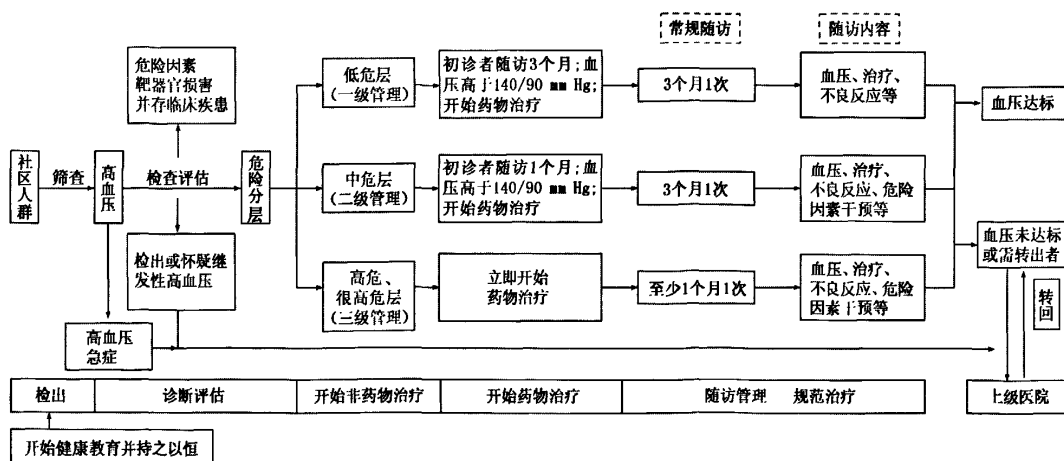 常规随访
随访内容
危险因素
靶器官损害
并存临床疾患
低危层
(一级管理)
初诊者随访3个月;血
压高于140/90 mm Hg;
开始药物治疗
3个月1次
血压、治疗、
不良反应等
血压达标
社区人群
筛查
高血压
检查评估
危险分层
中危层
(二级管理)
初诊者随访1个月;血
压高于140/90 mm Hg;
开始药物治疗
3个月1次
血压、治疗、
不良反应、危险
因素干预等
检出或怀疑继
发性高血压
高危、
很高危层
(三级管理)
立即开始
药物治疗
至少1个月1次
血压、治疗、
不良反应、危险
因素干预等
血压未达标
或需转出者
转回
高血压
急症
检出
诊断评估
开始非药物治疗
开始药物治疗
随访管理 规范治疗
上级医院
开始健康教育并持之以恒